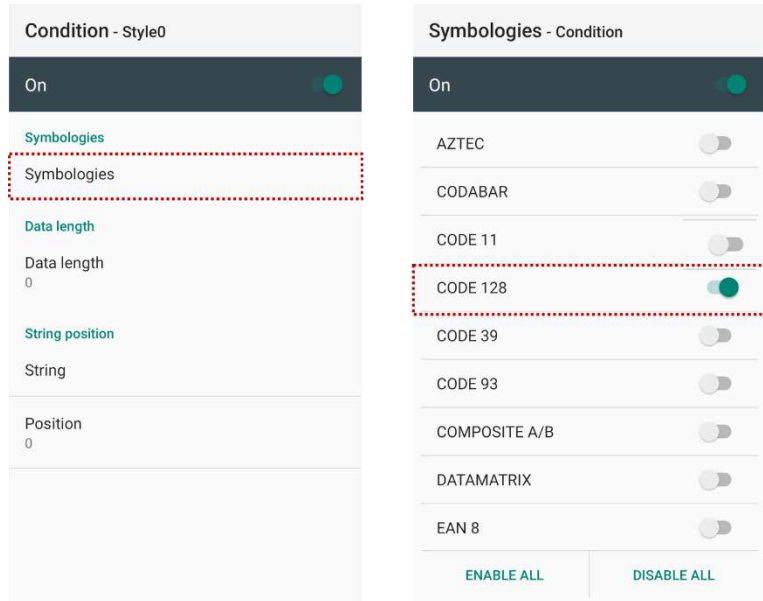 Condition - Style0
On
Symbologies
Symbologies
Data length
Data length
0
String position
String
Position
0
Symbologies - Condition
On
AZTEC
CODABAR
CODE 11
CODE 128
CODE 39
CODE 93
COMPOSITE A/B
DATAMATRIX
EAN 8
ENABLE ALL DISABLE ALL